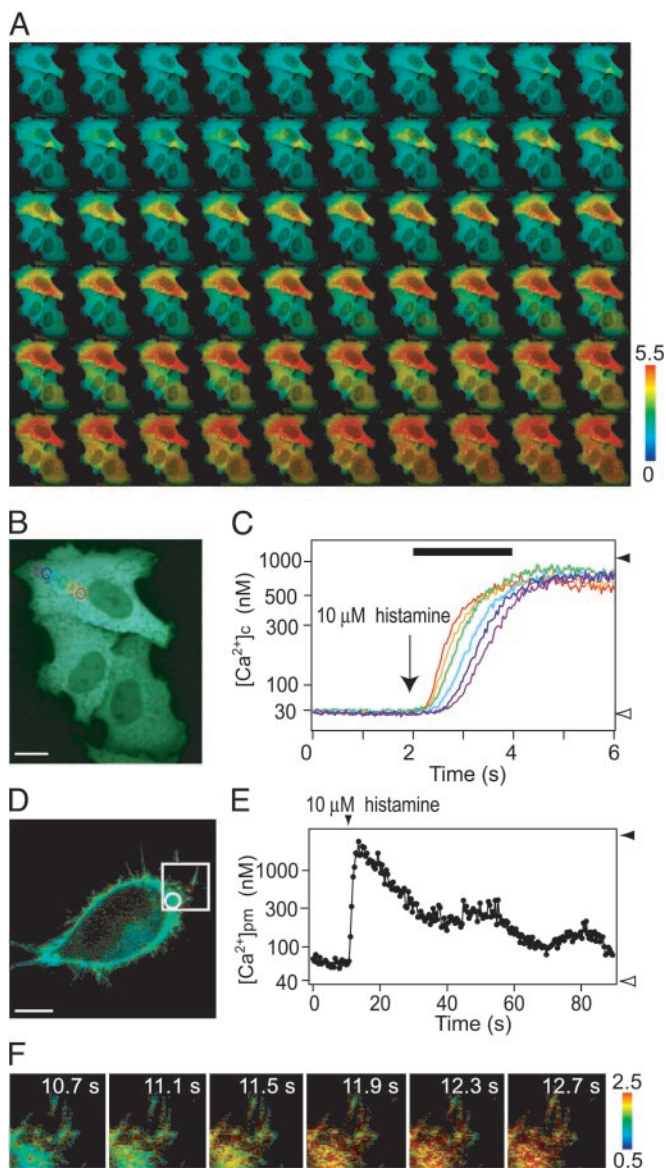 A
5.5
0
B
C
1000
500
300
100
30
[Ca²⁺]c (nM)
10 µM histamine
0 2 4 6
Time (s)
D
E
10 µM histamine
1000
300
100
40
[Ca²⁺]pm (nM)
0 20 40 60 80
Time (s)
F
10.7 s 11.1 s 11.5 s 11.9 s 12.3 s 12.7 s
2.5
0.5